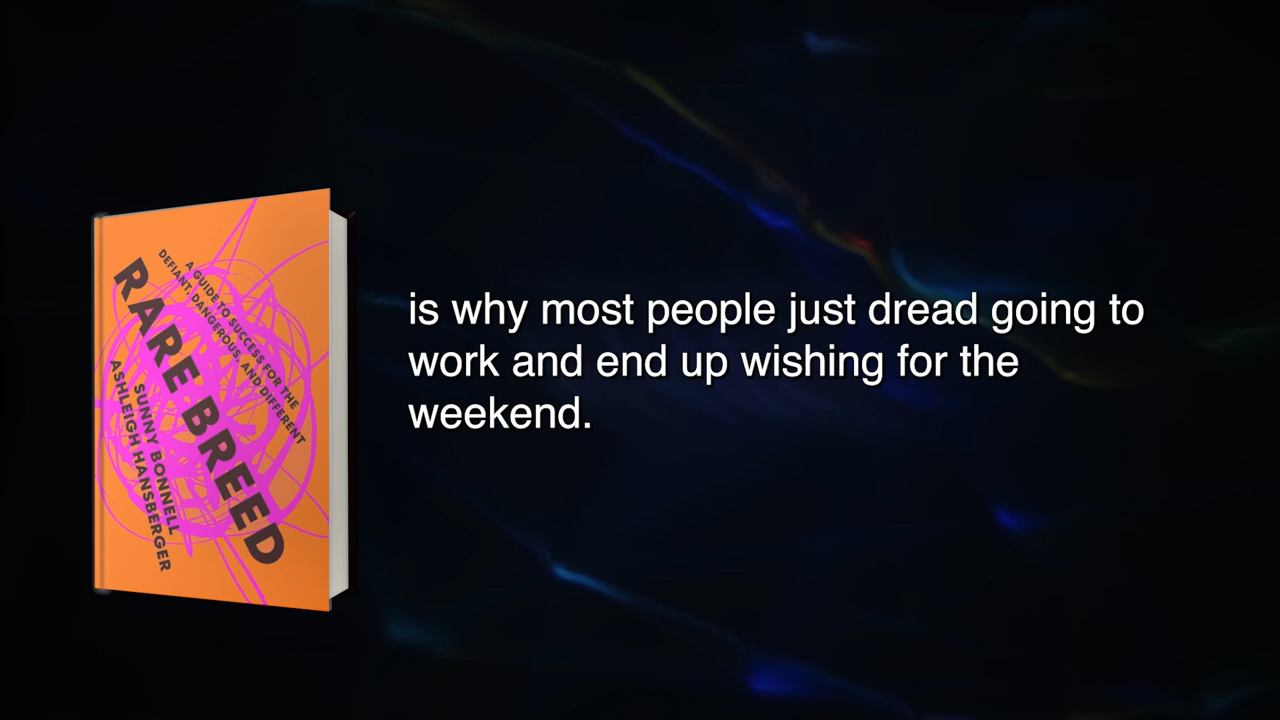 A GUIDE TO SUCCESS FOR THE
DEFIANT, DANGEROUS, AND DIFFERENT
RARE BREED
SUNNY BONNELL
ASHLEIGH HANSBERGER
is why most people just dread going to
work and end up wishing for the
weekend.